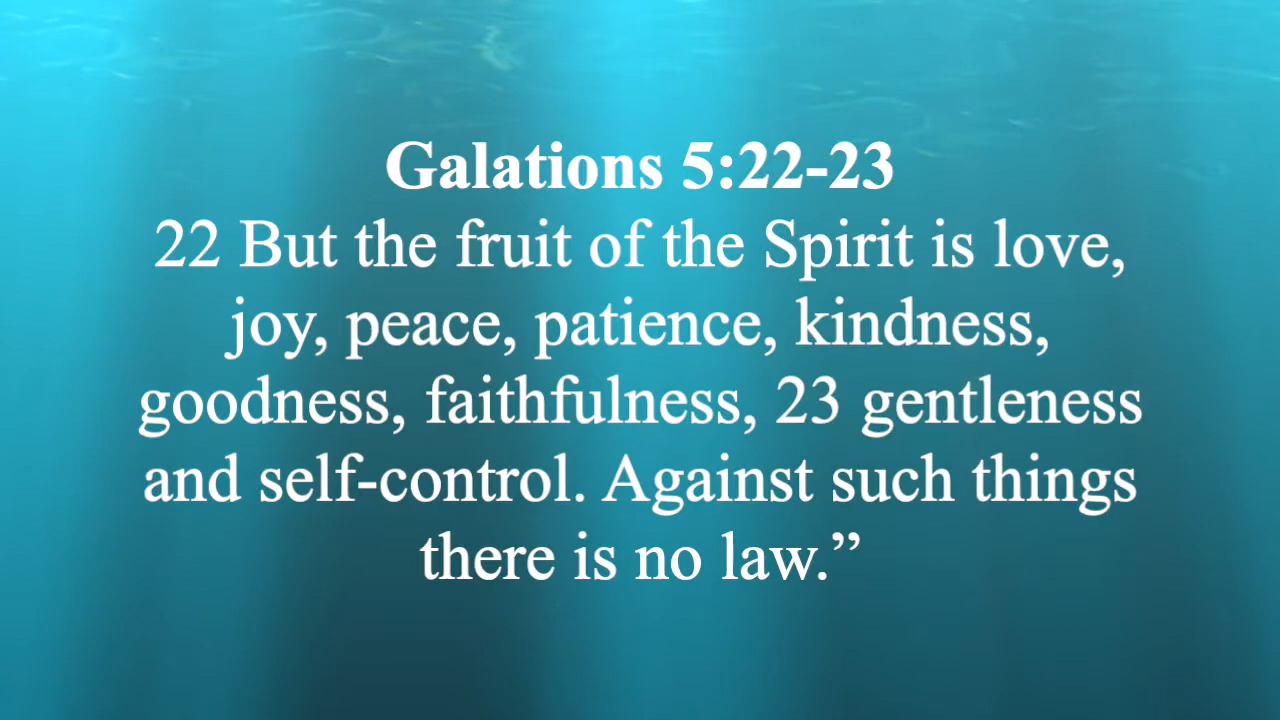 Galations 5:22-23
22 But the fruit of the Spirit is love,
joy, peace, patience, kindness,
goodness, faithfulness, 23 gentleness
and self-control. Against such things
there is no law.”